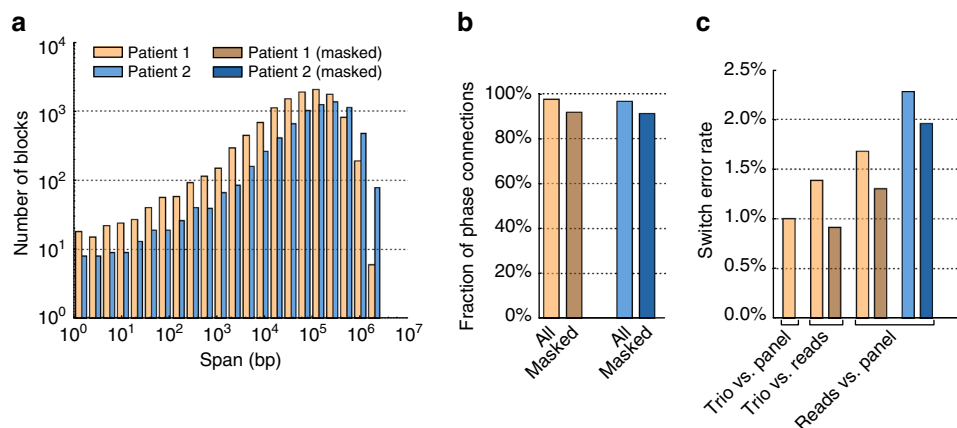 a
Number of blocks
10^4
10^3
10^2
10^1
10^0
Patient 1
Patient 1 (masked)
Patient 2
Patient 2 (masked)
10^0 10^1 10^2 10^3 10^4 10^5 10^6 10^7
Span (bp)
b
Fraction of phase connections
100%
80%
60%
40%
20%
0%
All
Masked
All
Masked
c
Switch error rate
2.5%
2.0%
1.5%
1.0%
0.5%
0.0%
Trio vs. panel
Trio vs. reads
Reads vs. panel